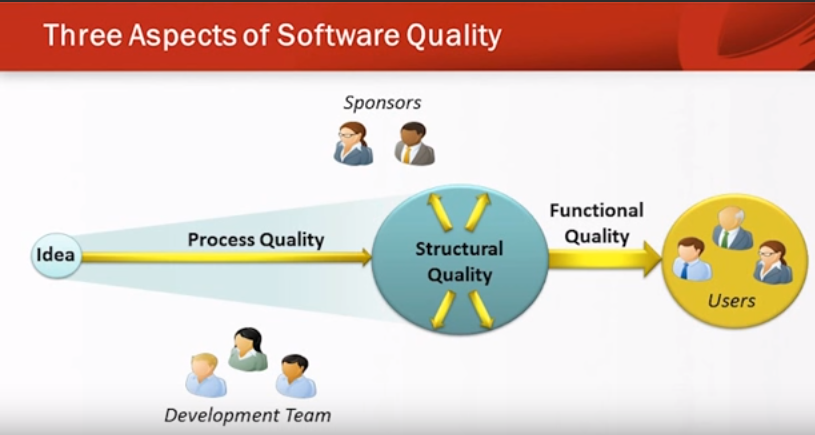 Three Aspects of Software Quality
Sponsors
Idea
Process Quality
Structural
Quality
Functional
Quality
Users
Development Team